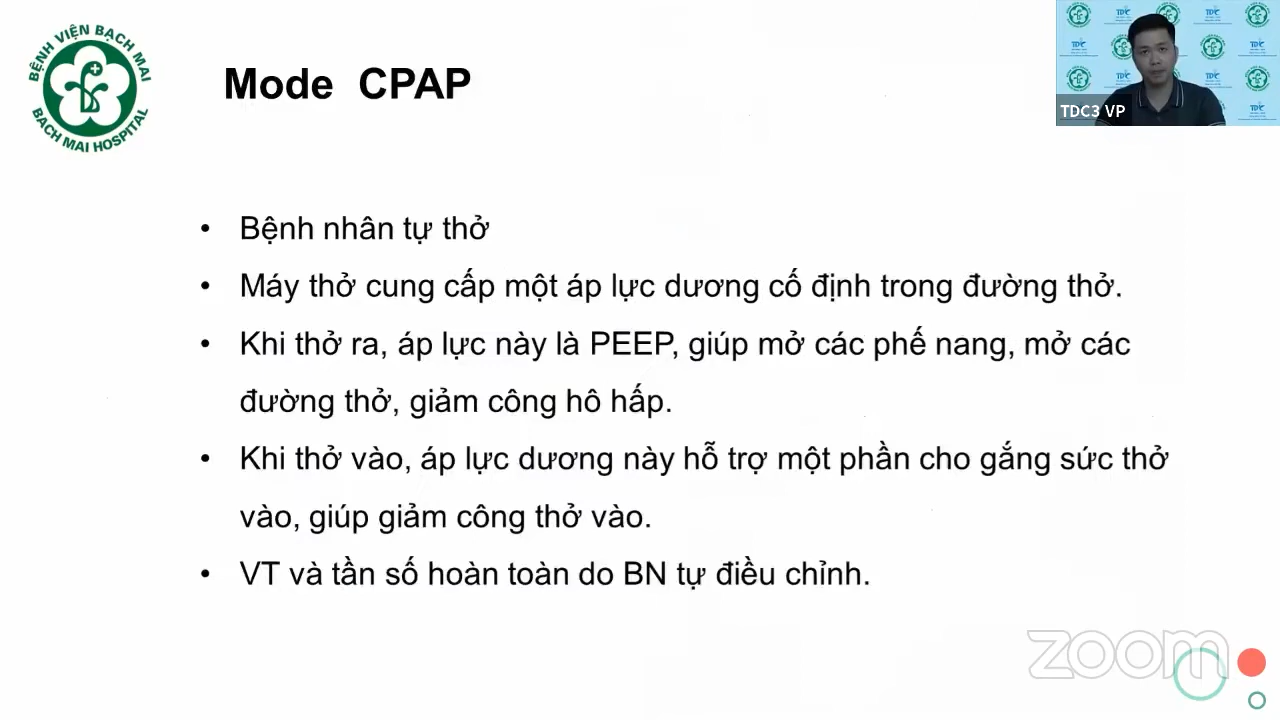 BỆNH VIỆN BẠCH MAI
BACH MAI HOSPITAL
Mode CPAP
TDC3 VP
• Bệnh nhân tự thở
• Máy thở cung cấp một áp lực dương cố định trong đường thở.
• Khi thở ra, áp lực này là PEEP, giúp mở các phế nang, mở các
đường thở, giảm công hô hấp.
• Khi thở vào, áp lực dương này hỗ trợ một phần cho gắng sức thở
vào, giúp giảm công thở vào.
• VT và tần số hoàn toàn do BN tự điều chỉnh.
zoom